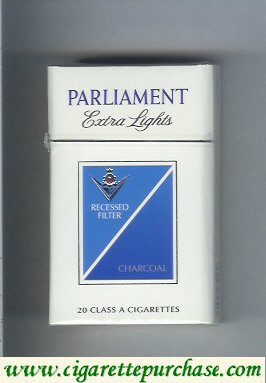 PARLIAMENT
Extra Lights
RECESSED
FILTER
CHARCOAL
20 CLASS A CIGARETTES
www.cigarettepurchase.com